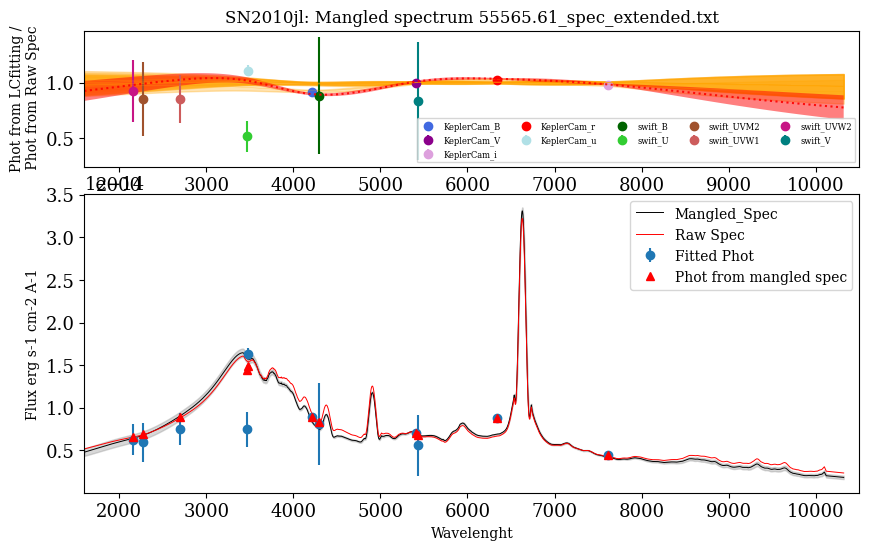 SN2010jl: Mangled spectrum 55565.61_spec_extended.txt
Phot from LCfitting /
Phot from Raw Spec
1.0
0.5
KeplerCam_B
KeplerCam_V
KeplerCam_i
KeplerCam_r
KeplerCam_u
swift_B
swift_U
swift_UVM2
swift_UVW1
swift_UVW2
swift_V
2000 3000 4000 5000 6000 7000 8000 9000 10000
1e−14
Flux erg s-1 cm-2 A-1
3.5
3.0
2.5
2.0
1.5
1.0
0.5
Mangled_Spec
Raw Spec
Fitted Phot
Phot from mangled spec
2000 3000 4000 5000 6000 7000 8000 9000 10000
Wavelenght